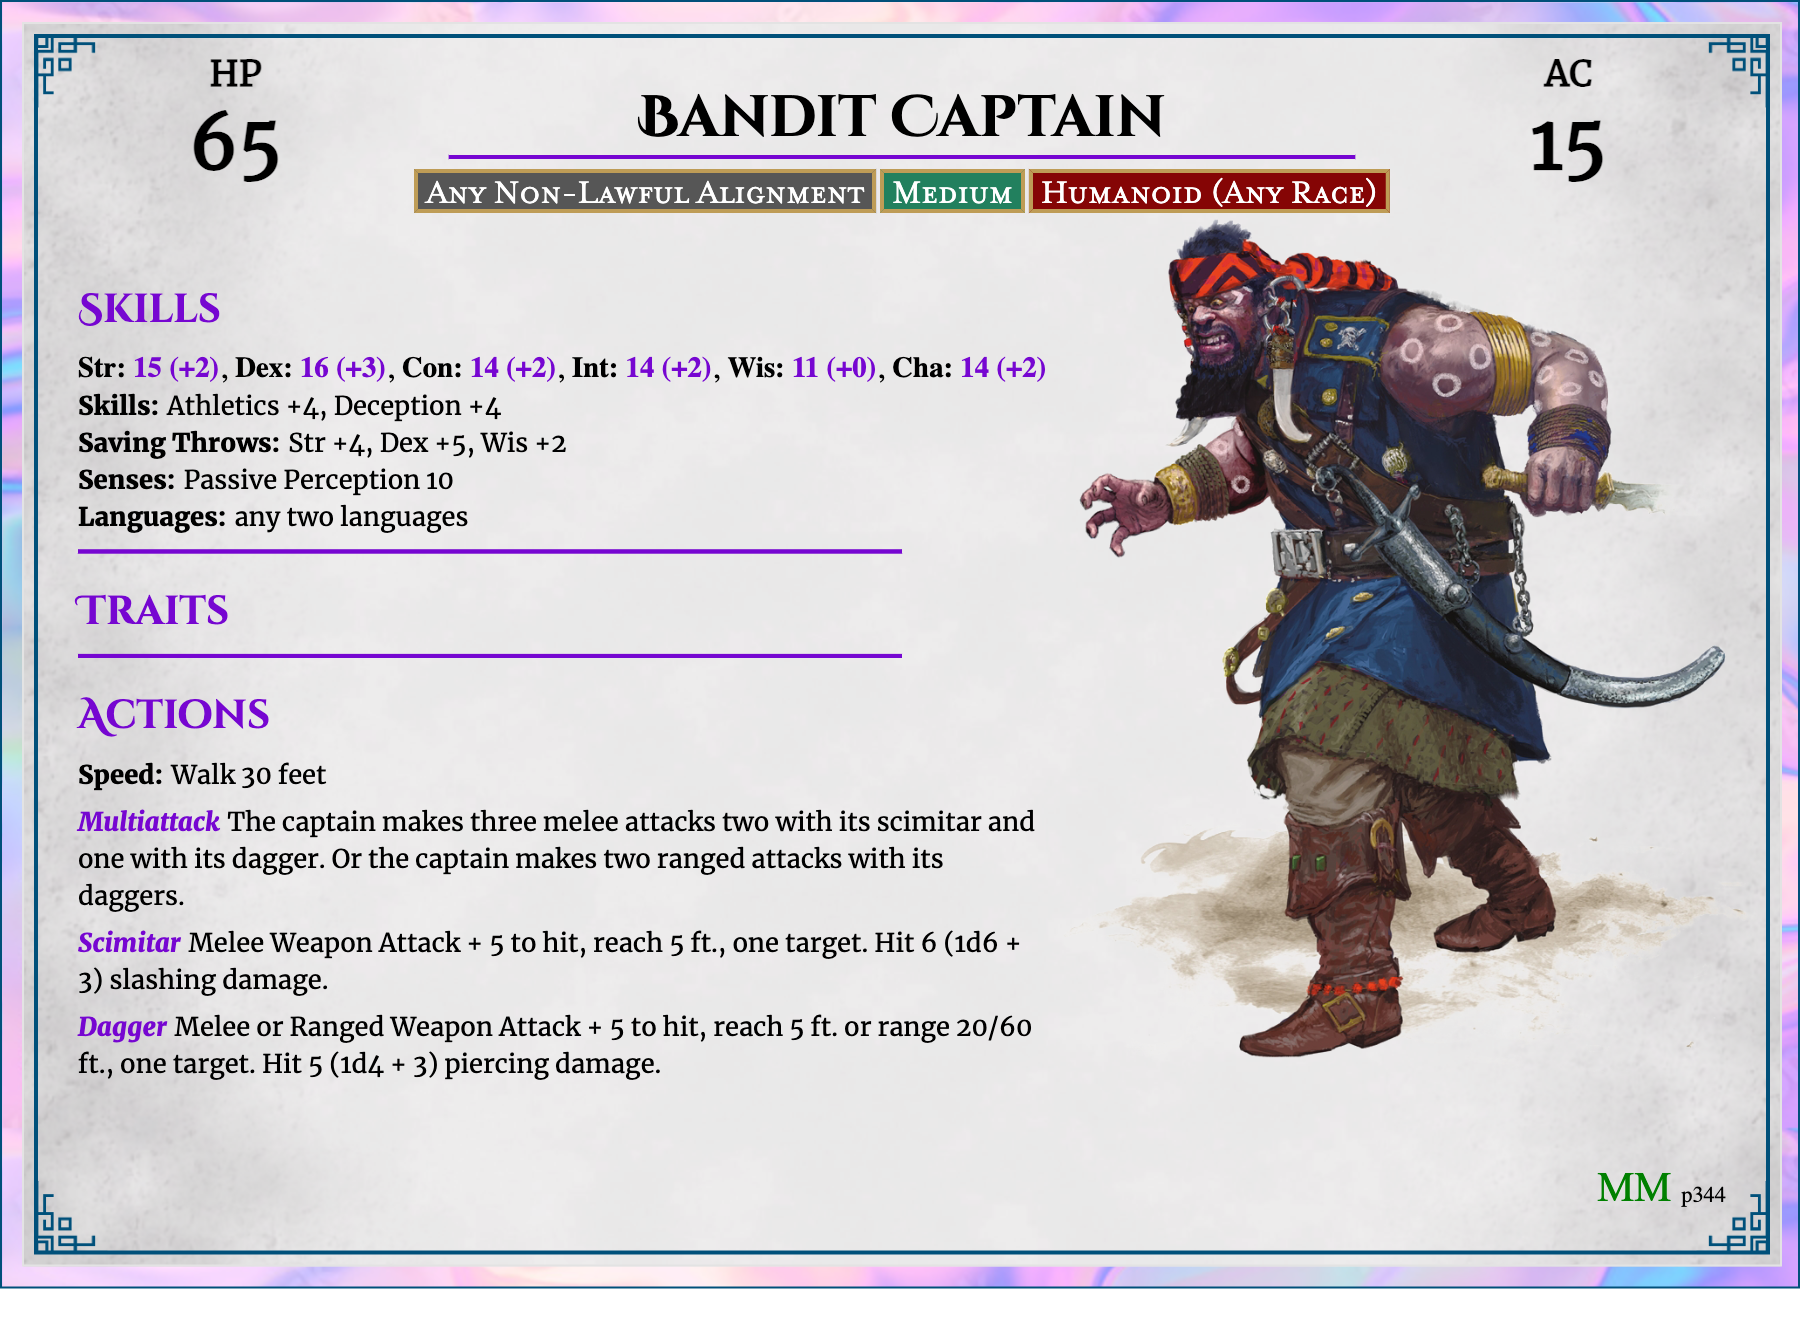 HP
65
Bandit Captain
AC
15
Any Non-Lawful Alignment Medium Humanoid (Any Race)
Skills
Str: 15 (+2), Dex: 16 (+3), Con: 14 (+2), Int: 14 (+2), Wis: 11 (+0), Cha: 14 (+2)
Skills: Athletics +4, Deception +4
Saving Throws: Str +4, Dex +5, Wis +2
Senses: Passive Perception 10
Languages: any two languages
Traits
Actions
Speed: Walk 30 feet
Multiattack The captain makes three melee attacks two with its scimitar and
one with its dagger. Or the captain makes two ranged attacks with its
daggers.
Scimitar Melee Weapon Attack + 5 to hit, reach 5 ft., one target. Hit 6 (1d6 +
3) slashing damage.
Dagger Melee or Ranged Weapon Attack + 5 to hit, reach 5 ft. or range 20/60
ft., one target. Hit 5 (1d4 + 3) piercing damage.
MM p344